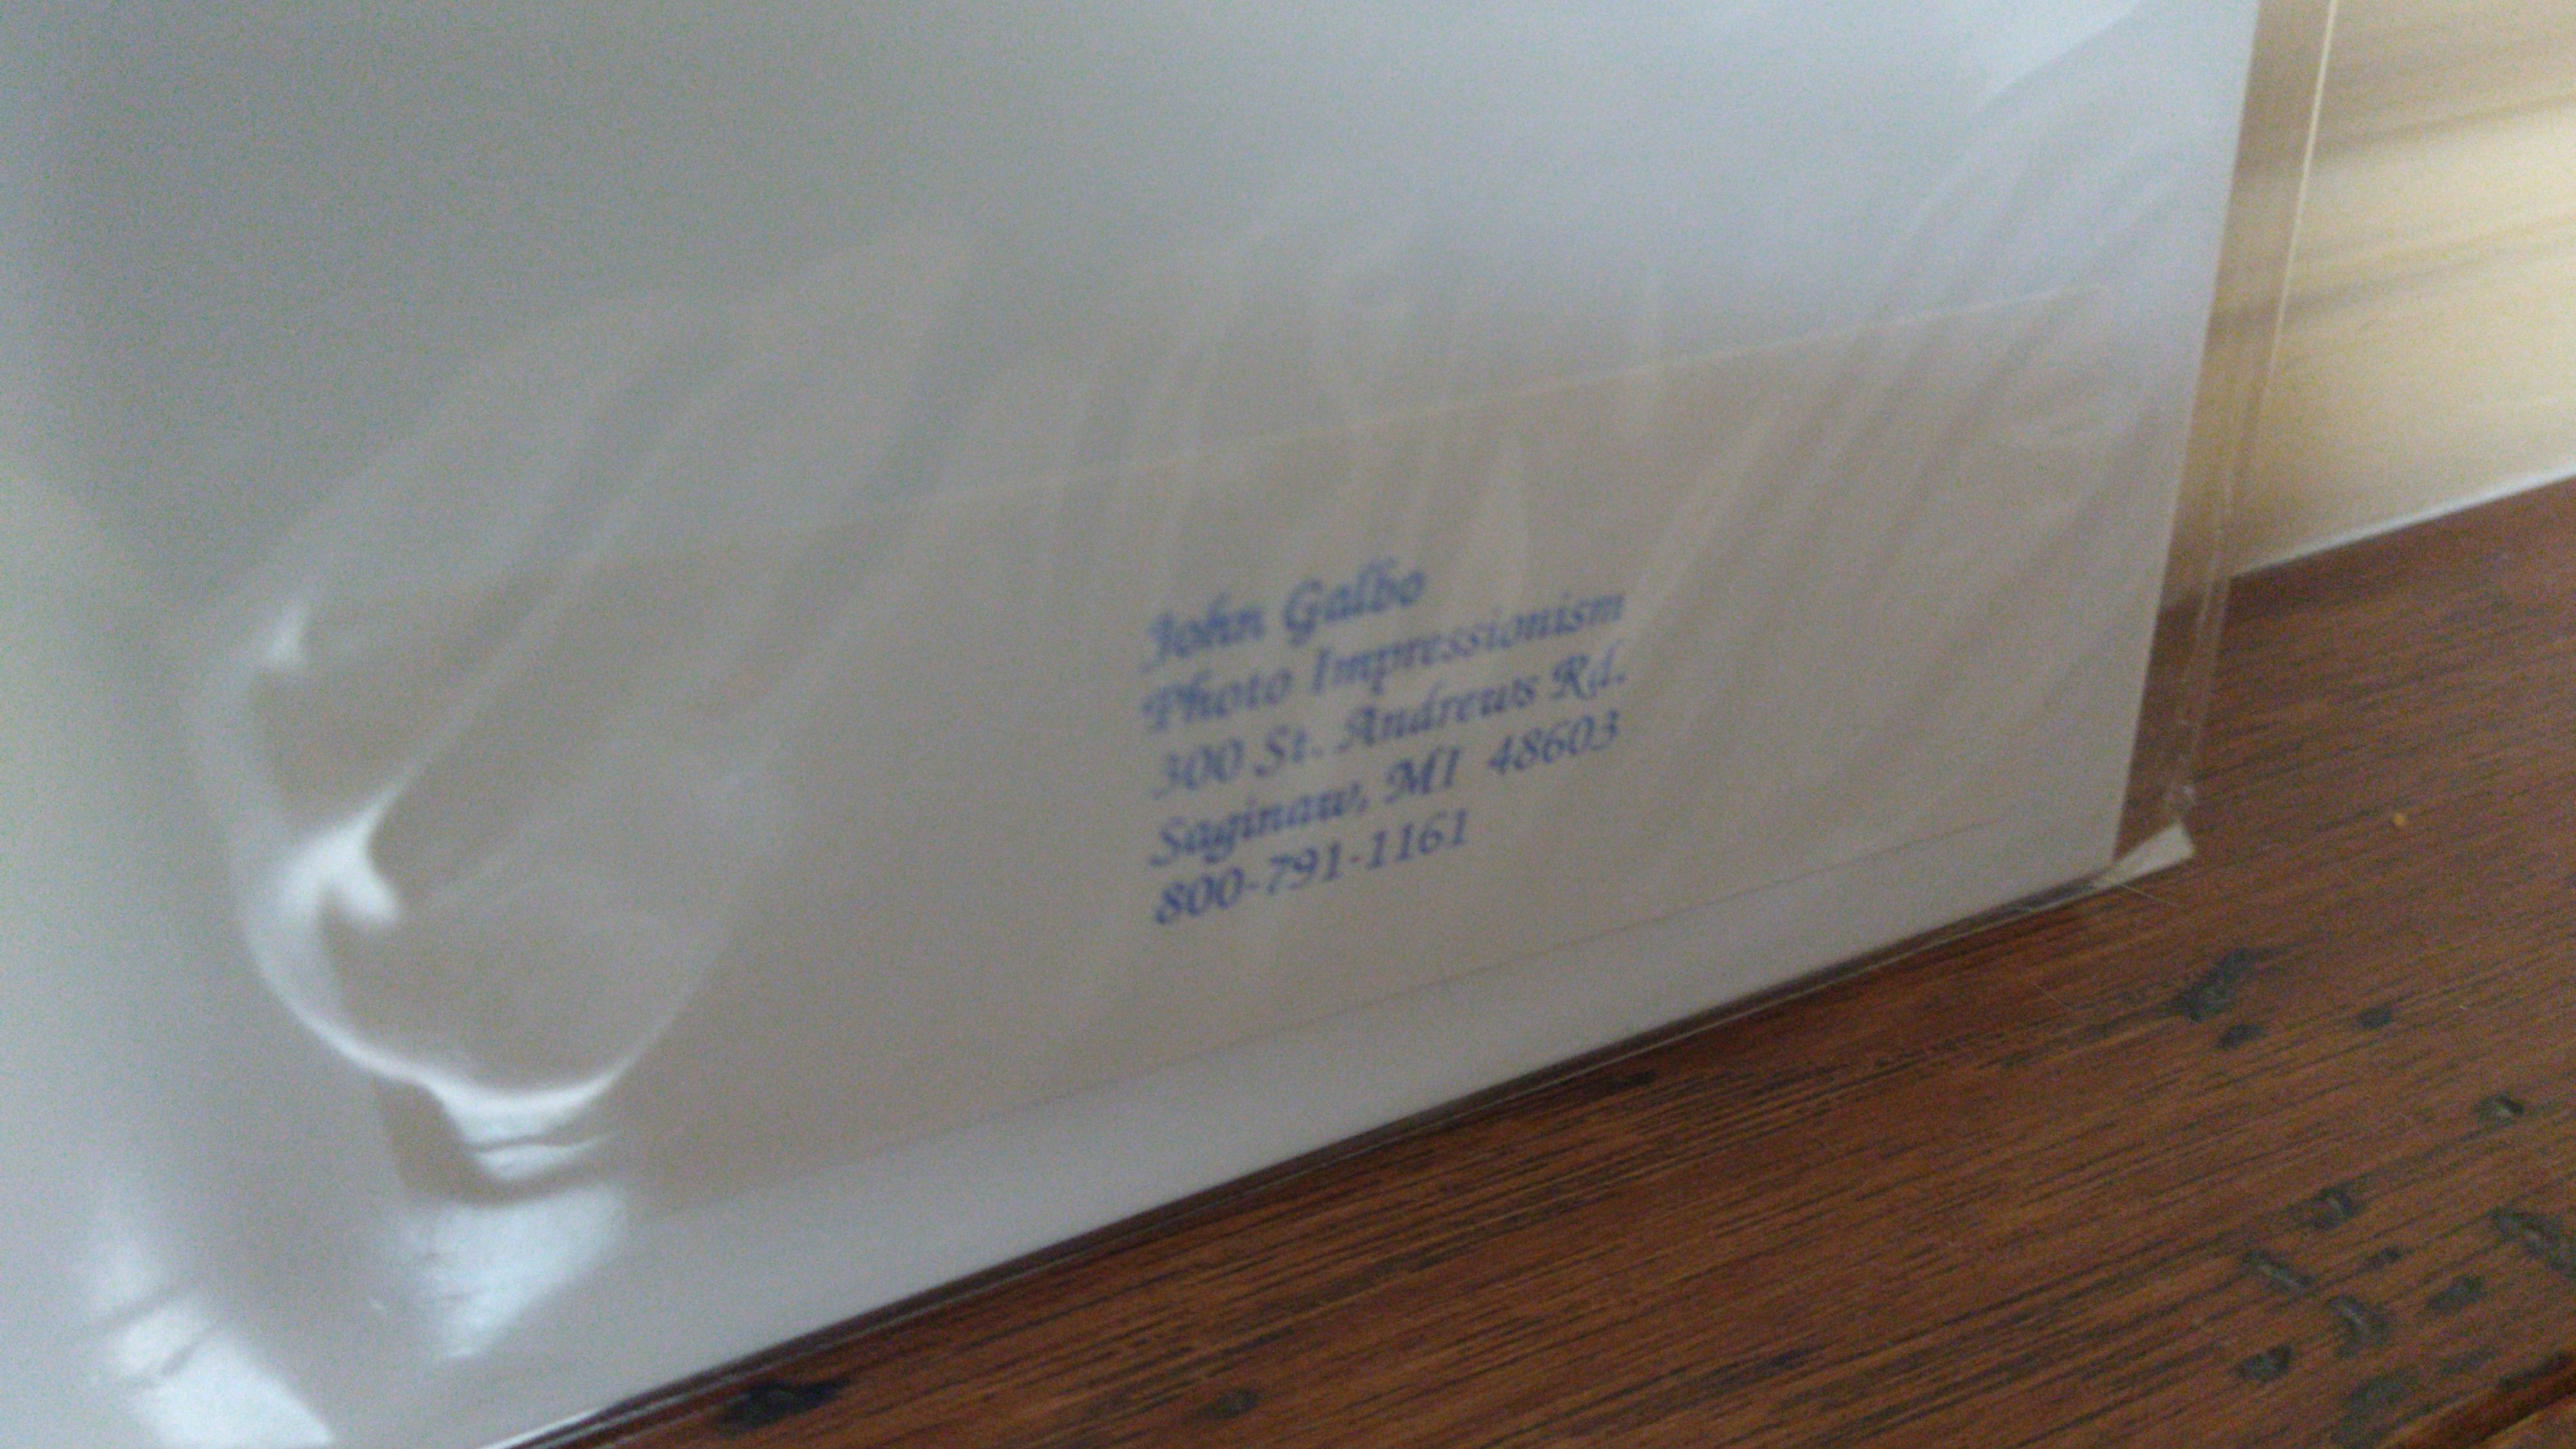 John Galbo
Photo Impressionism
300 St. Andrews Rd.
Saginaw, MI 48603
800-791-1161